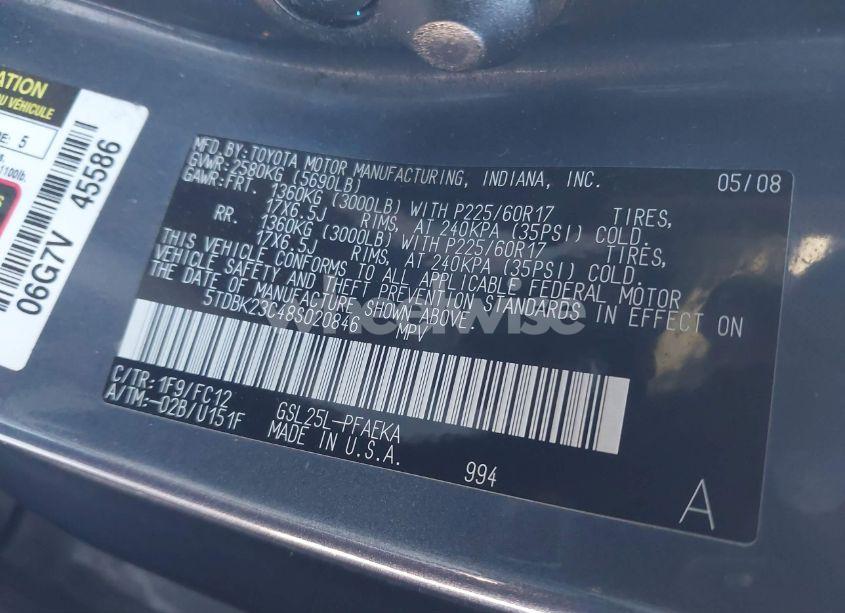 ATION
DU VÉHICULE
E: 5
1100lb.
06G7V 45586
MFD. BY: TOYOTA MOTOR MANUFACTURING, INDIANA, INC. 05/08
GVWR: 2580KG (5690LB)
GAWR: FRT. 1360KG (3000LB) WITH P225/60R17 TIRES,
17X6.5J RIMS, AT 240KPA (35PSI) COLD.
RR. 1360KG (3000LB) WITH P225/60R17 TIRES,
17X6.5J RIMS, AT 240KPA (35PSI) COLD.
THIS VEHICLE CONFORMS TO ALL APPLICABLE FEDERAL MOTOR
VEHICLE SAFETY AND THEFT PREVENTION STANDARDS IN EFFECT ON
THE DATE OF MANUFACTURE SHOWN ABOVE.
5TDBK23C48S020846 MPV
wheelwise
C/TR: 1F9/FC12
A/TM: -02B/U151F
GSL25L-PFAEKA
MADE IN U.S.A.
994
A